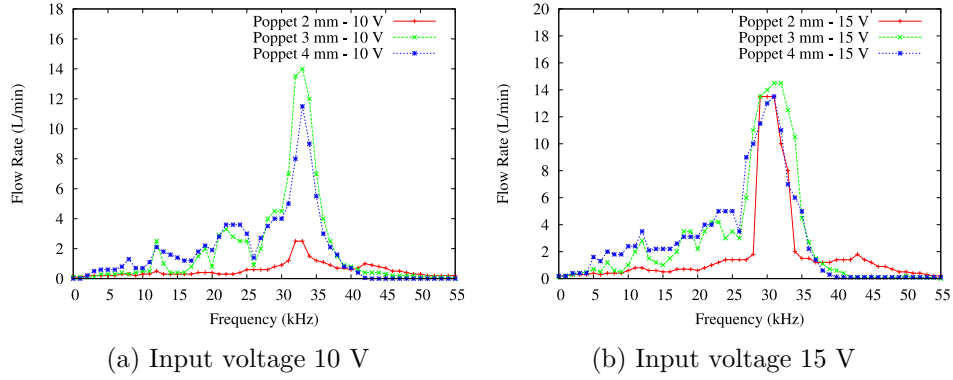 Flow Rate (L/min)
18
16
14
12
10
8
6
4
2
0
0 5 10 15 20 25 30 35 40 45 50 55
Frequency (kHz)
Poppet 2 mm - 10 V
Poppet 3 mm - 10 V
Poppet 4 mm - 10 V
(a) Input voltage 10 V
Flow Rate (L/min)
20
18
16
14
12
10
8
6
4
2
0
0 5 10 15 20 25 30 35 40 45 50 55
Frequency (kHz)
Poppet 2 mm - 15 V
Poppet 3 mm - 15 V
Poppet 4 mm - 15 V
(b) Input voltage 15 V